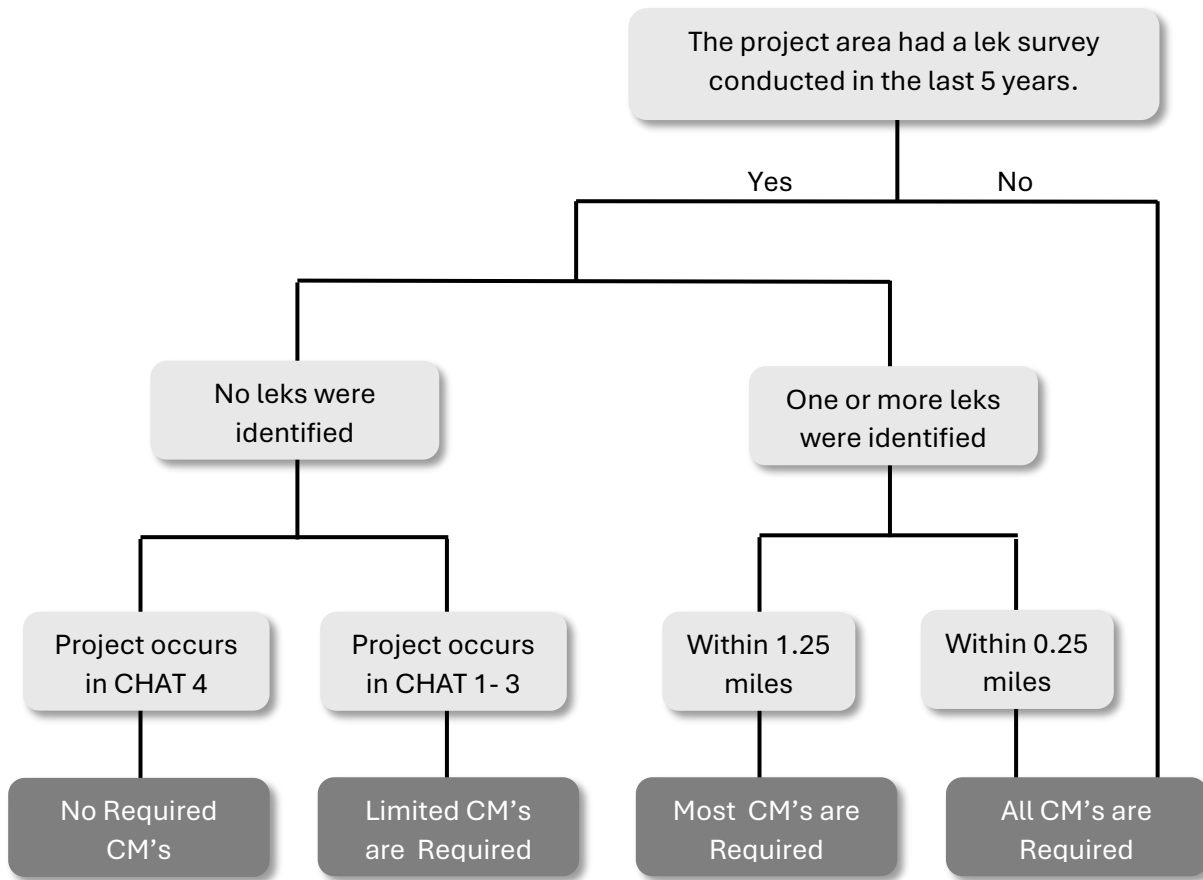 The project area had a lek survey
conducted in the last 5 years.
Yes
No
No leks were
identified
One or more leks
were identified
Project occurs
in CHAT 4
Project occurs
in CHAT 1- 3
Within 1.25
miles
Within 0.25
miles
No Required
CM's
Limited CM's
are Required
Most CM's are
Required
All CM's are
Required